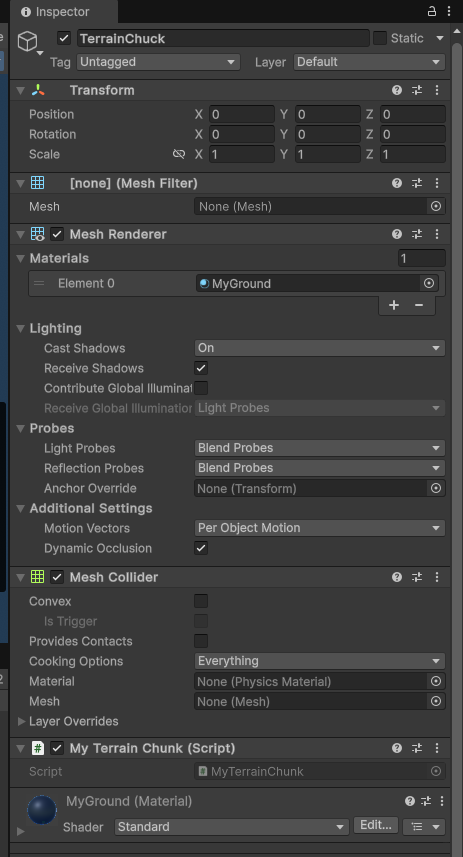 Inspector
TerrainChuck Static
Tag Untagged Layer Default
Transform
Position X 0 Y 0 Z 0
Rotation X 0 Y 0 Z 0
Scale X 1 Y 1 Z 1
[none] (Mesh Filter)
Mesh None (Mesh)
Mesh Renderer
Materials 1
Element 0 MyGround
+ −
Lighting
Cast Shadows On
Receive Shadows
Contribute Global Illuminat
Receive Global Illumination Light Probes
Probes
Light Probes Blend Probes
Reflection Probes Blend Probes
Anchor Override None (Transform)
Additional Settings
Motion Vectors Per Object Motion
Dynamic Occlusion
Mesh Collider
Convex
Is Trigger
Provides Contacts
Cooking Options Everything
Material None (Physics Material)
Mesh None (Mesh)
Layer Overrides
# My Terrain Chunk (Script)
Script # MyTerrainChunk
MyGround (Material)
Shader Standard Edit...